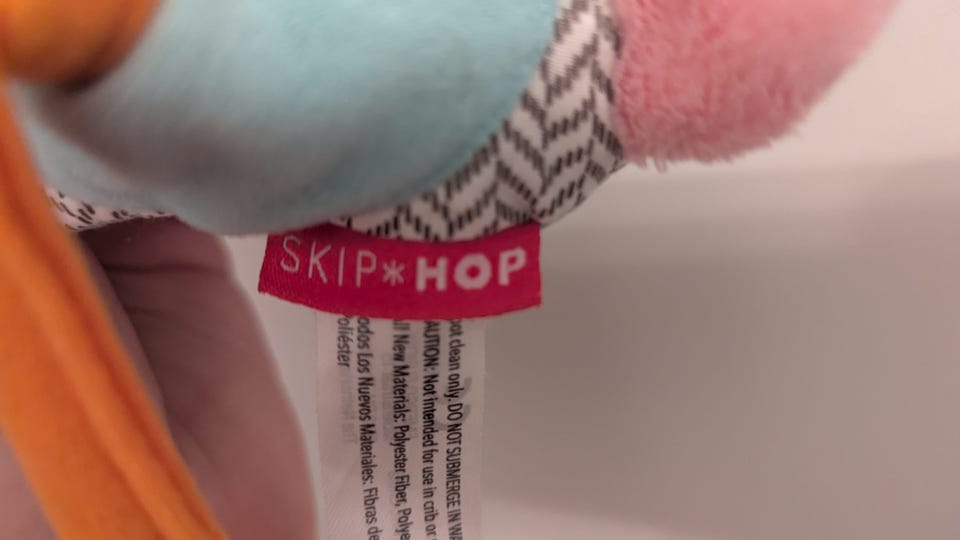 SKIP*HOP
ot clean only. DO NOT SUBMERGE IN WA
AUTION: Not intended for use in crib or
ll New Materials: Polyester Fiber, Polye
odos Los Nuevos Materiales: Fibras de
oliéster